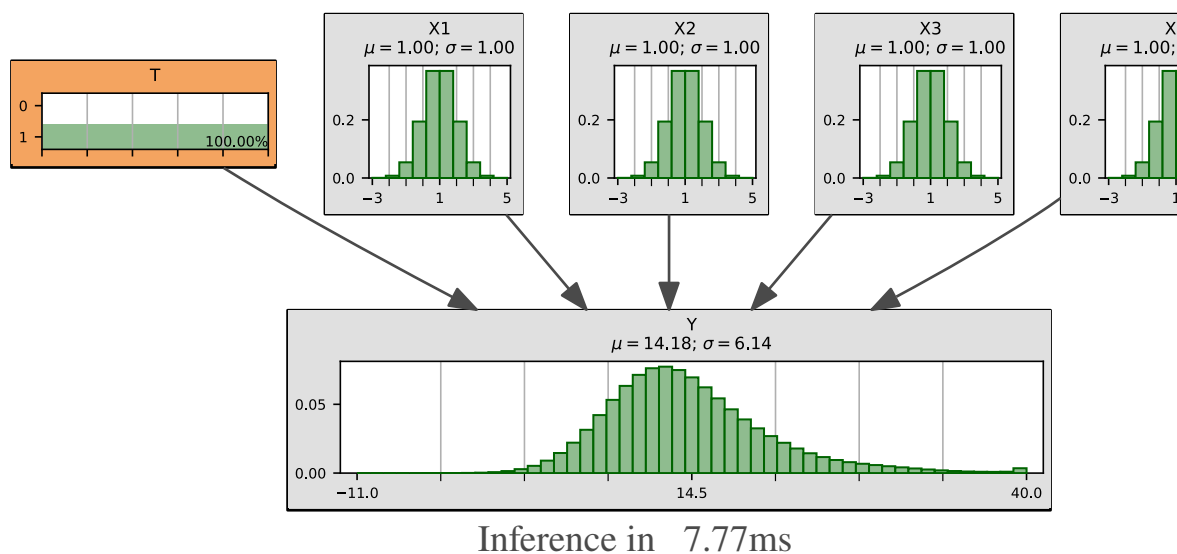 T
0
1
100.00%
X1
μ = 1.00; σ = 1.00
0.2
0.0
−3 1 5
X2
μ = 1.00; σ = 1.00
0.2
0.0
−3 1 5
X3
μ = 1.00; σ = 1.00
0.2
0.0
−3 1 5
X
μ = 1.00;
0.2
0.0
−3 1
Y
μ = 14.18; σ = 6.14
0.05
0.00
−11.0 14.5 40.0
Inference in 7.77ms